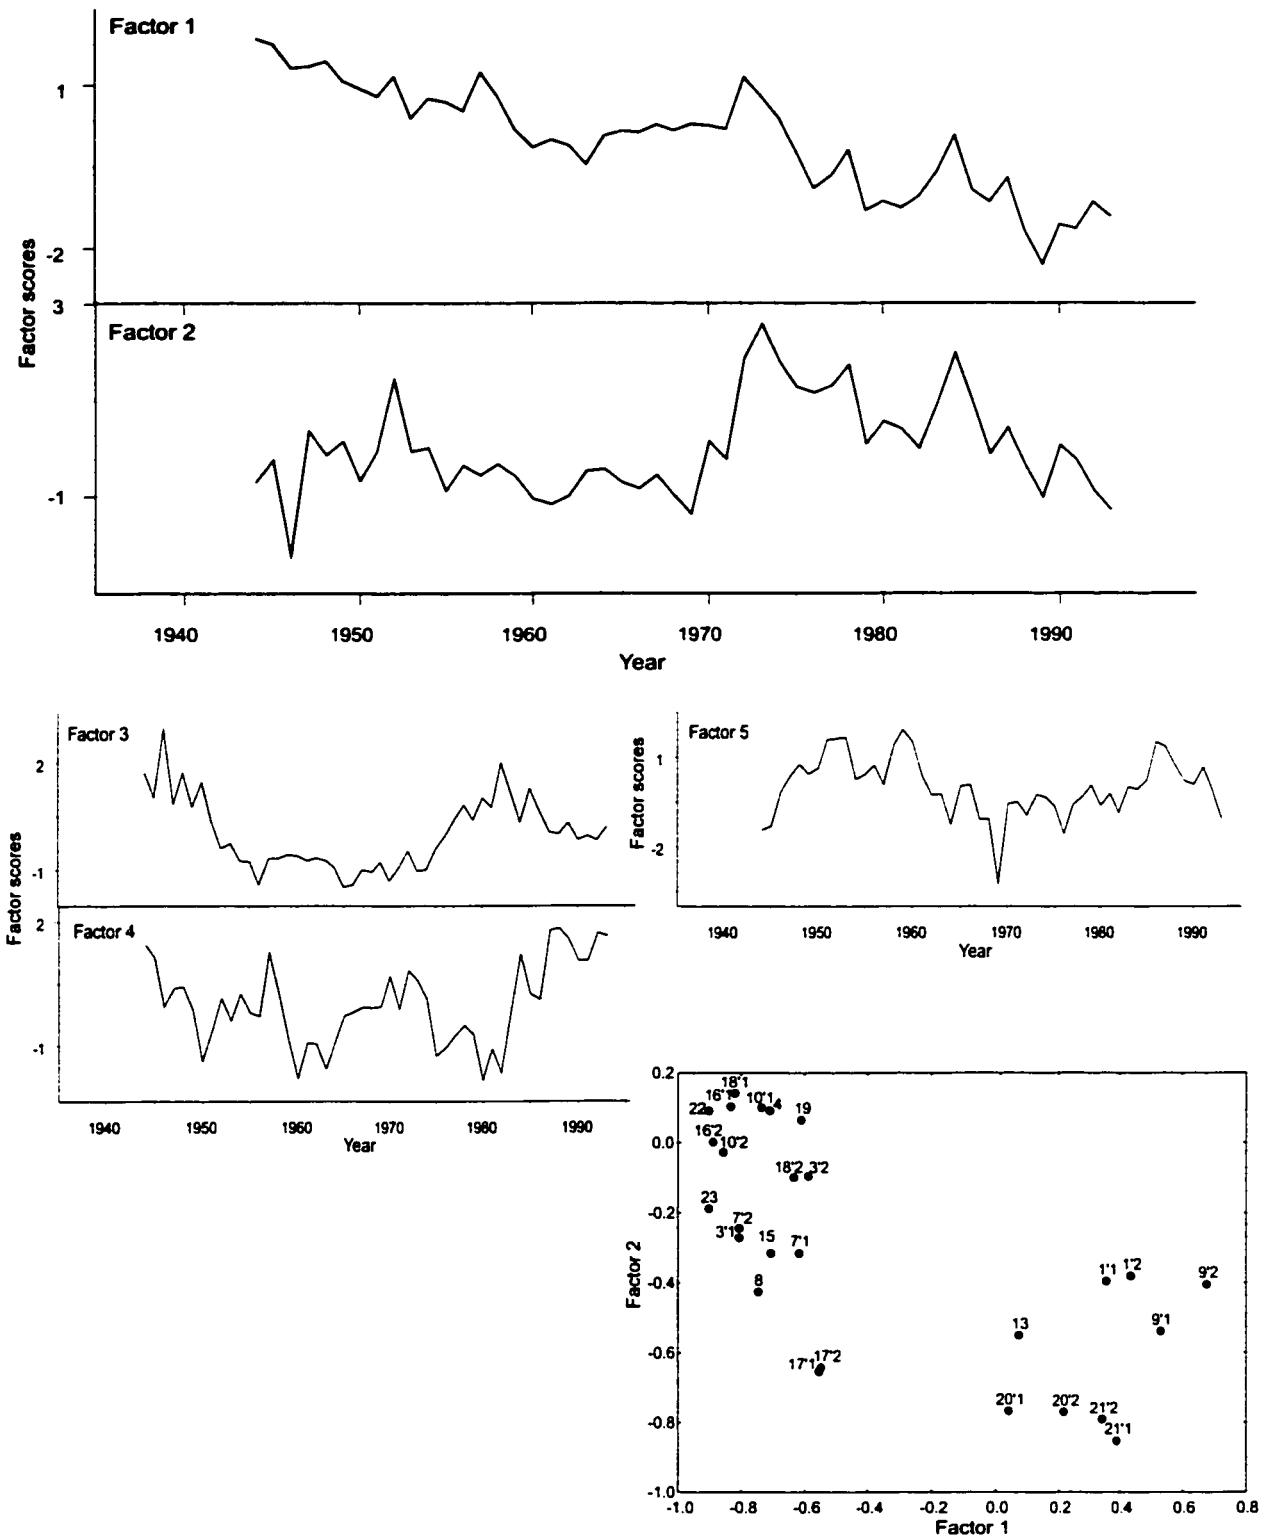 Factor 1
1
-2
Factor scores
3
Factor 2
-1
1940 1950 1960 1970 1980 1990
Year
Factor 3
2
-1
Factor scores
2
Factor 4
-1
1940 1950 1960 1970 1980 1990
Year
Factor 5
Factor scores
1
-2
1940 1950 1960 1970 1980 1990
Year
0.2
18*1
16*1 10*1 4 19
22
0.0
16*2 10*2
18*2 3*2
23
-0.2
7*2
3*1 15 7*1
Factor 2
-0.4
8
1*1 1*2 9*2
13 9*1
-0.6
17*1 17*2
20*1 20*2 21*2
-0.8
21*1
-1.0
-1.0 -0.8 -0.6 -0.4 -0.2 0.0 0.2 0.4 0.6 0.8
Factor 1